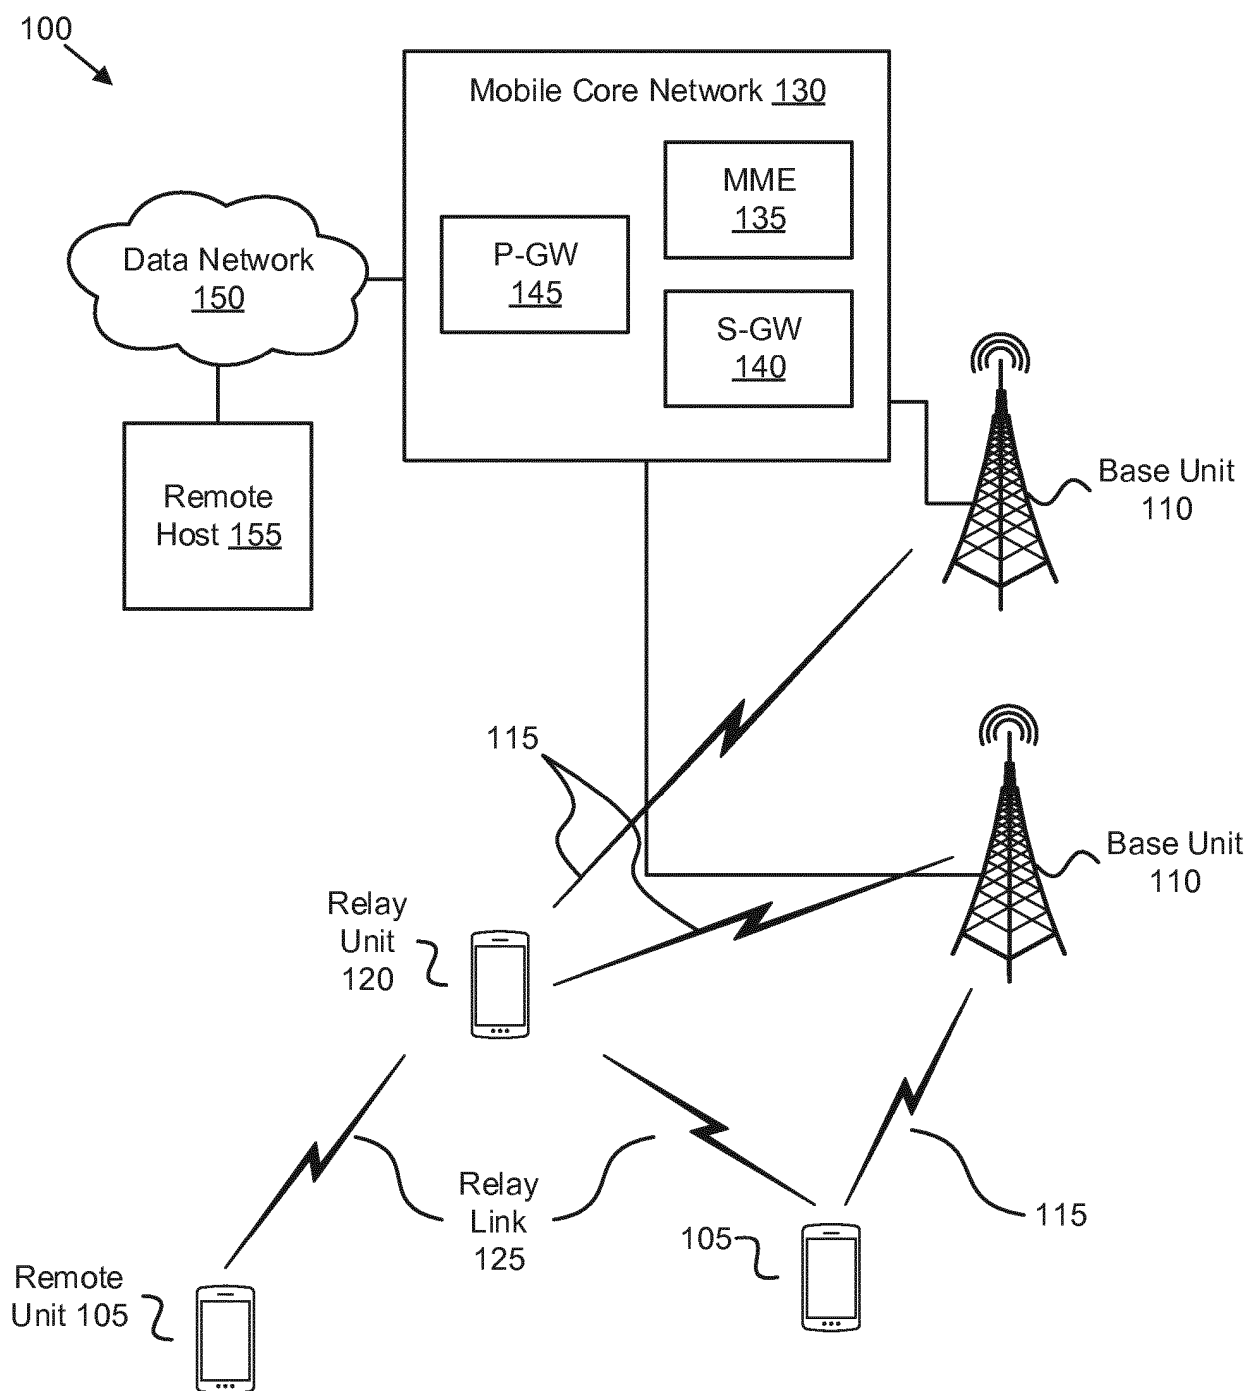 100
Mobile Core Network 130
MME
135
P-GW
145
Data Network
150
S-GW
140
Remote
Host 155
Base Unit
110
115
Base Unit
110
Relay
Unit
120
Relay
Link
125
115
105
Remote
Unit 105